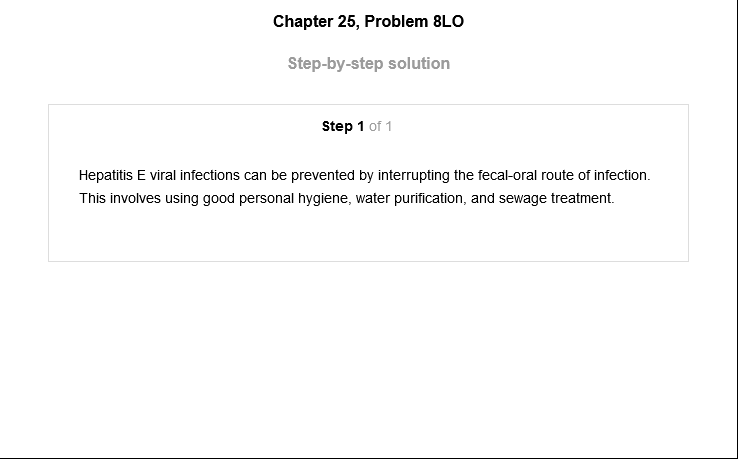 Chapter 25, Problem 8LO
Step-by-step solution
Step 1 of 1
Hepatitis E viral infections can be prevented by interrupting the fecal-oral route of infection.
This involves using good personal hygiene, water purification, and sewage treatment.